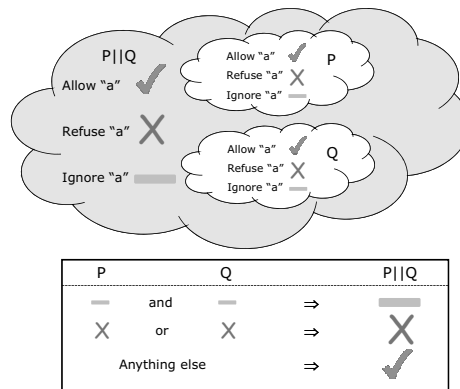 P||Q
Allow “a”
Refuse “a”
Ignore “a”
Allow “a”
Refuse “a”
Ignore “a”
P
Allow “a”
Refuse “a”
Ignore “a”
Q
P Q P||Q
and ⇒
or ⇒
Anything else ⇒